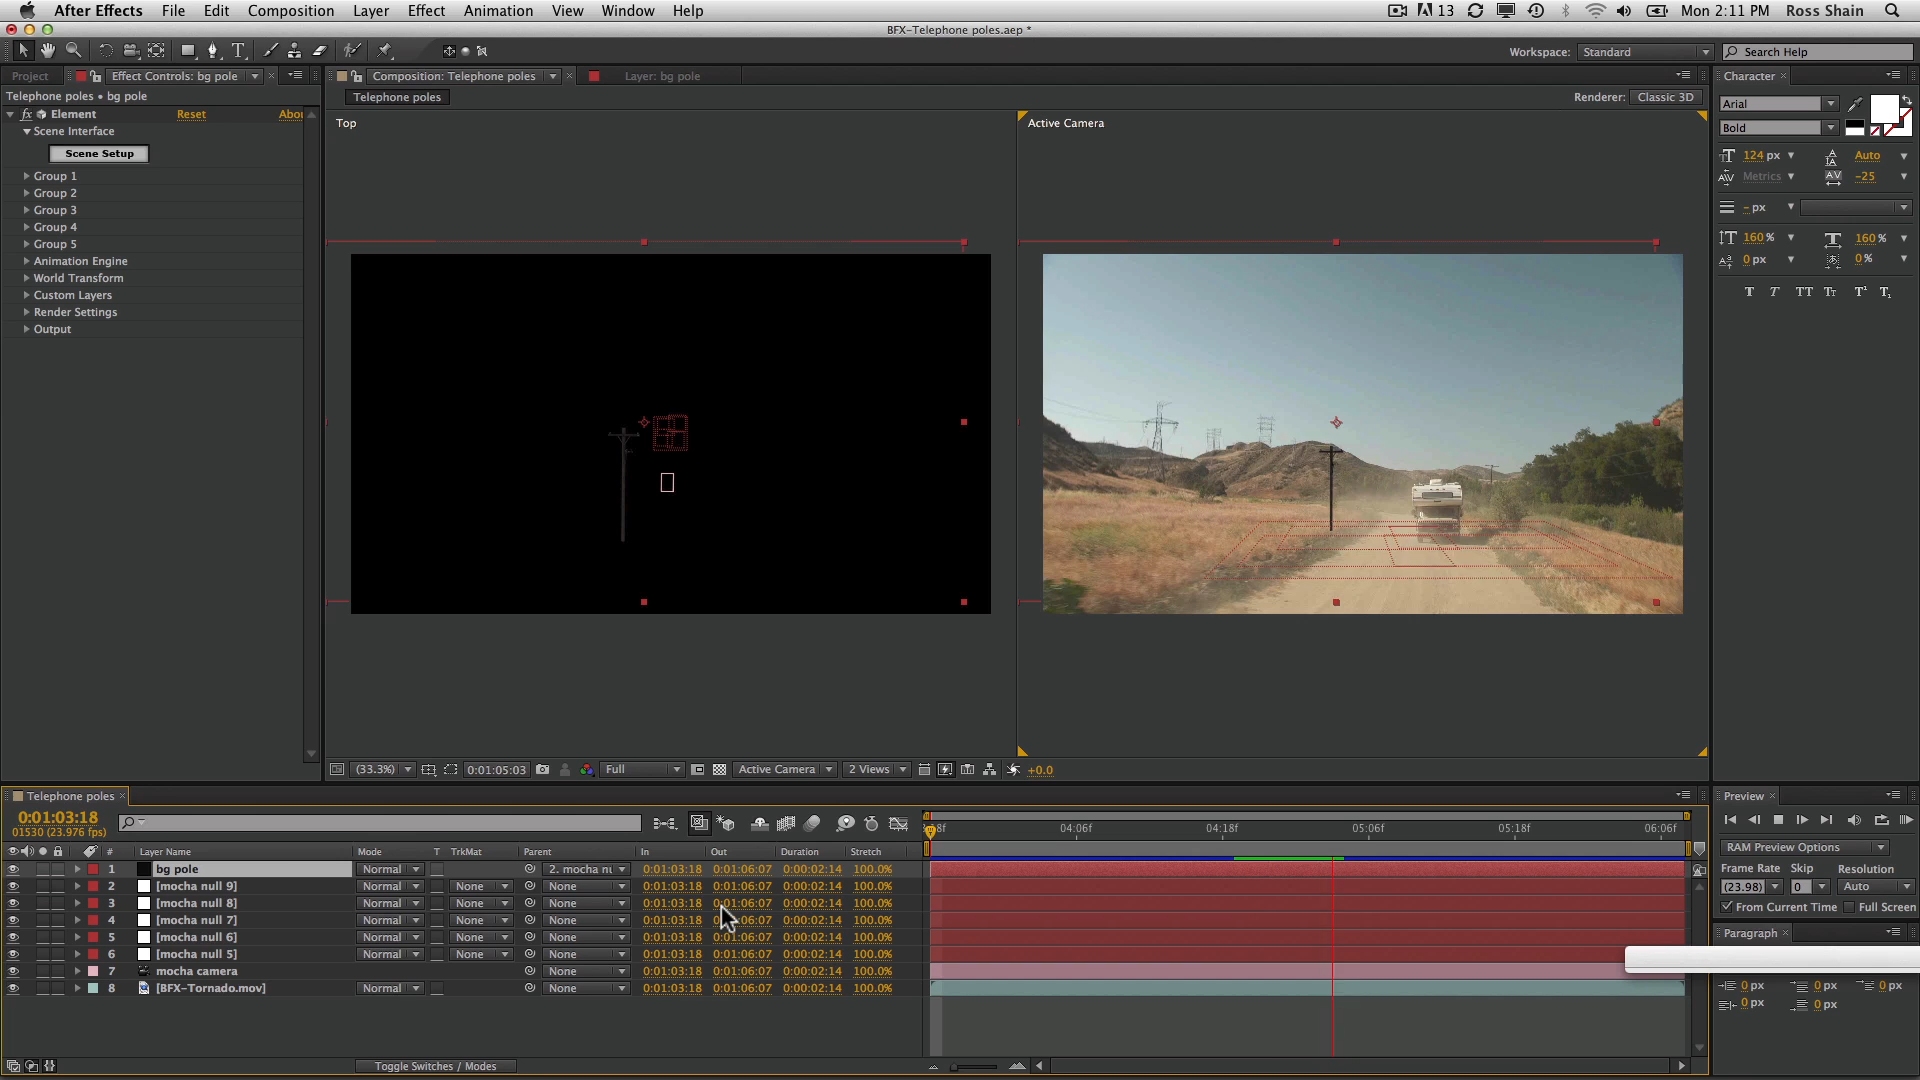 After Effects File Edit Composition Layer Effect Animation View Window Help 13 Mon 2:11 PM Ross Shain
BFX-Telephone poles.aep *
T Workspace: Standard Search Help
Project Effect Controls: bg pole Composition: Telephone poles Layer: bg pole Character
Telephone poles • bg pole
Telephone poles Renderer: Classic 3D
fx Element Reset Abou
Scene Interface
Scene Setup
Group 1
Group 2
Group 3
Group 4
Group 5
Animation Engine
World Transform
Custom Layers
Render Settings
Output
Top
Active Camera
(33.3%) 0:01:05:03 Full Active Camera 2 Views +0.0
Arial
Bold
124 px Auto
Metrics -25
- px
160 % 160 %
0 px 0 %
T T TT Tt T¹ T₁
Telephone poles
0:01:03:18
01530 (23.976 fps)
:18f 04:06f 04:18f 05:06f 05:18f 06:06f
# Layer Name Mode T TrkMat Parent In Out Duration Stretch
1 bg pole Normal 2. mocha nu 0:01:03:18 0:01:06:07 0:00:02:14 100.0%
2 [mocha null 9] Normal None None 0:01:03:18 0:01:06:07 0:00:02:14 100.0%
3 [mocha null 8] Normal None None 0:01:03:18 0:01:06:07 0:00:02:14 100.0%
4 [mocha null 7] Normal None None 0:01:03:18 0:01:06:07 0:00:02:14 100.0%
5 [mocha null 6] Normal None None 0:01:03:18 0:01:06:07 0:00:02:14 100.0%
6 [mocha null 5] Normal None None 0:01:03:18 0:01:06:07 0:00:02:14 100.0%
7 mocha camera None 0:01:03:18 0:01:06:07 0:00:02:14 100.0%
8 [BFX-Tornado.mov] Normal None 0:01:03:18 0:01:06:07 0:00:02:14 100.0%
Toggle Switches / Modes
Preview
RAM Preview Options
Frame Rate Skip Resolution
(23.98) 0 Auto
From Current Time Full Screen
Paragraph
0 px 0 px 0 px
0 px 0 px